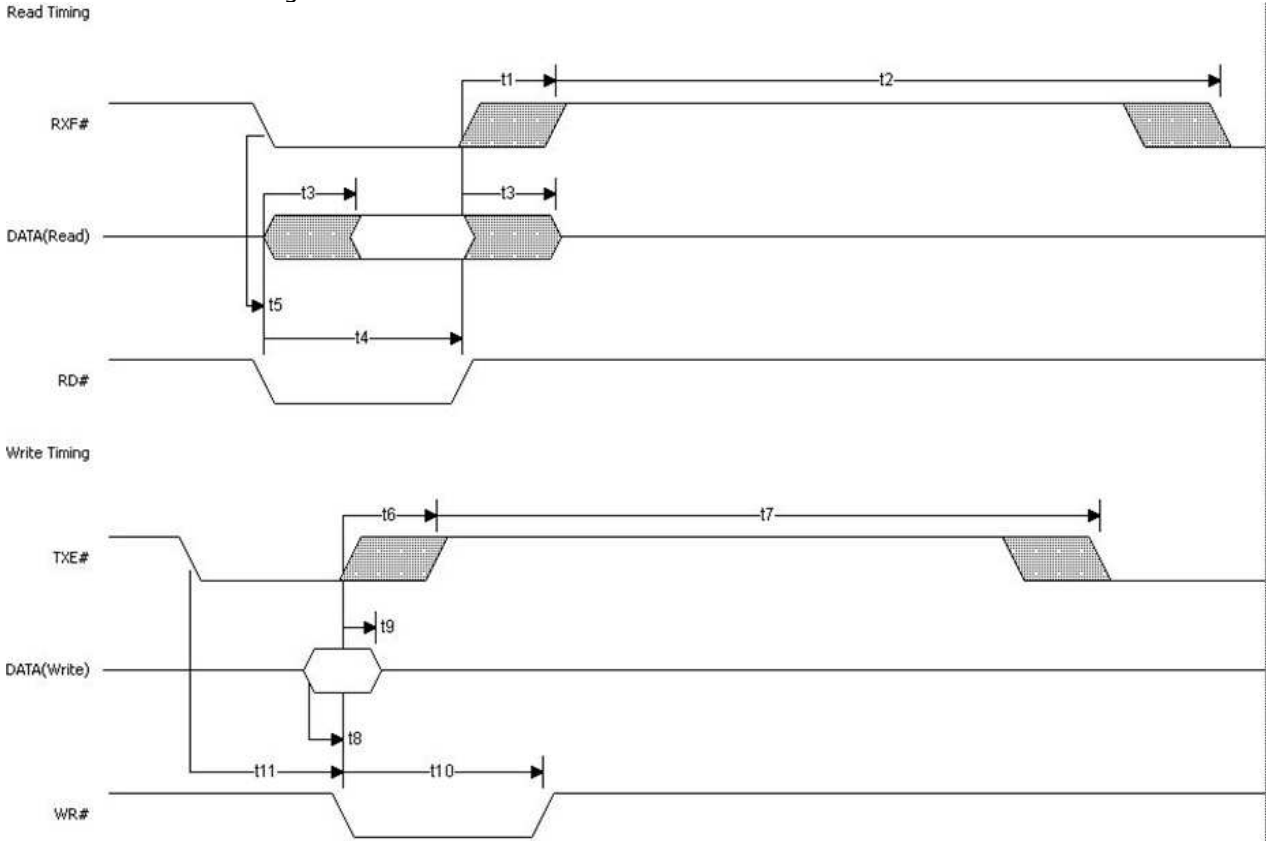 Read Timing
t1 t2
RXF#
t3 t3
DATA(Read)
t5
t4
RD#
Write Timing
t6 t7
TXE#
t9
DATA(Write)
t8
t11 t10
WR#